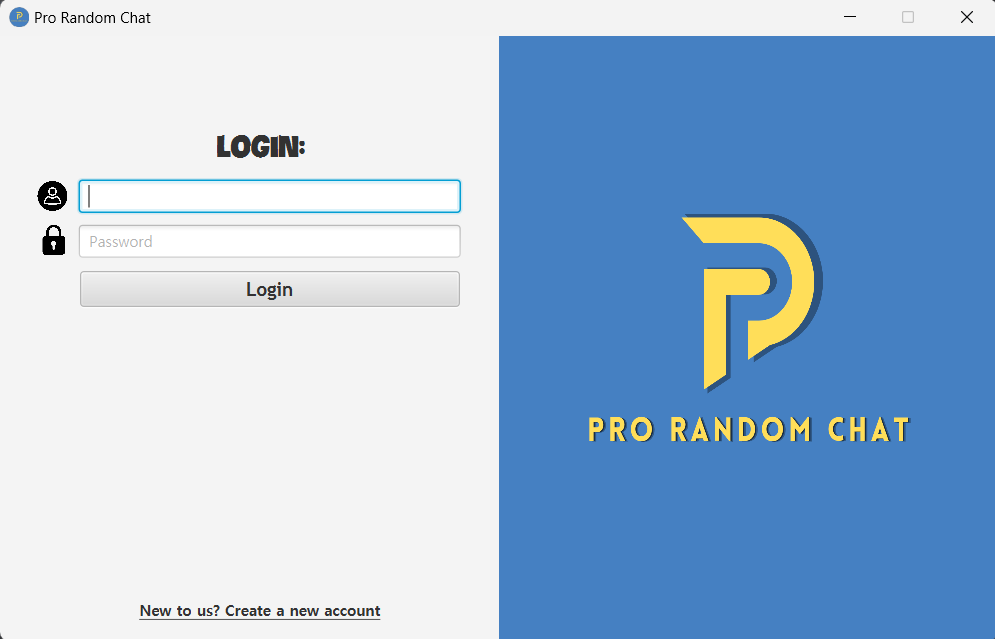 Pro Random Chat
LOGIN:
Password
Login
New to us? Create a new account
PRO RANDOM CHAT